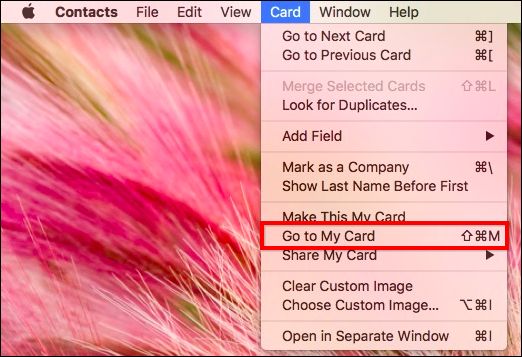 Contacts File Edit View Card Window Help
Go to Next Card ⌘]
Go to Previous Card ⌘[
Merge Selected Cards ⇧⌘L
Look for Duplicates...
Add Field ▶
Mark as a Company ⌘\
Show Last Name Before First
Make This My Card
Go to My Card ⇧⌘M
Share My Card ▶
Clear Custom Image
Choose Custom Image... ⌥⌘I
Open in Separate Window ⌘I